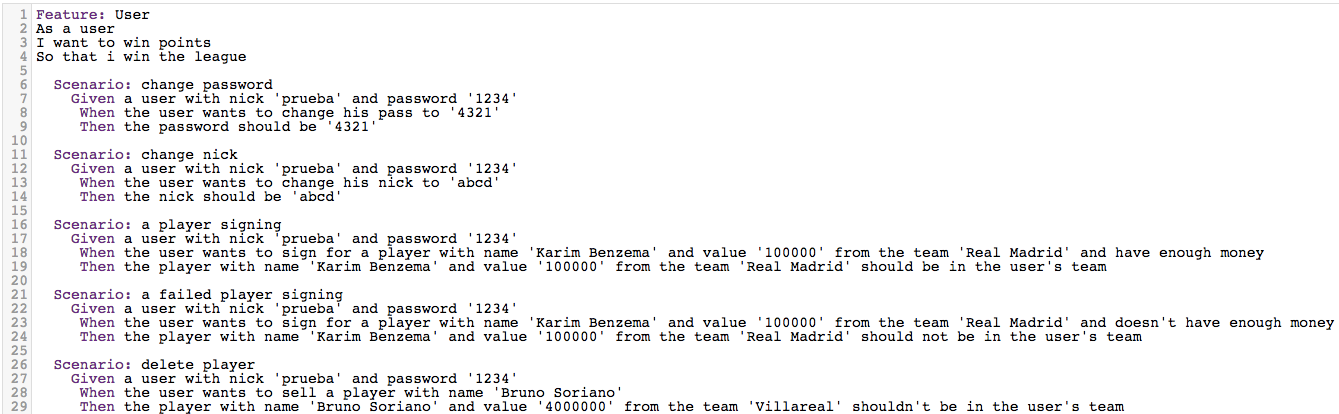 1 Feature: User
2 As a user
3 I want to win points
4 So that i win the league
5
6 Scenario: change password
7 Given a user with nick 'prueba' and password '1234'
8 When the user wants to change his pass to '4321'
9 Then the password should be '4321'
10
11 Scenario: change nick
12 Given a user with nick 'prueba' and password '1234'
13 When the user wants to change his nick to 'abcd'
14 Then the nick should be 'abcd'
15
16 Scenario: a player signing
17 Given a user with nick 'prueba' and password '1234'
18 When the user wants to sign for a player with name 'Karim Benzema' and value '100000' from the team 'Real Madrid' and have enough money
19 Then the player with name 'Karim Benzema' and value '100000' from the team 'Real Madrid' should be in the user's team
20
21 Scenario: a failed player signing
22 Given a user with nick 'prueba' and password '1234'
23 When the user wants to sign for a player with name 'Karim Benzema' and value '100000' from the team 'Real Madrid' and doesn't have enough money
24 Then the player with name 'Karim Benzema' and value '100000' from the team 'Real Madrid' should not be in the user's team
25
26 Scenario: delete player
27 Given a user with nick 'prueba' and password '1234'
28 When the user wants to sell a player with name 'Bruno Soriano'
29 Then the player with name 'Bruno Soriano' and value '4000000' from the team 'Villareal' shouldn't be in the user's team